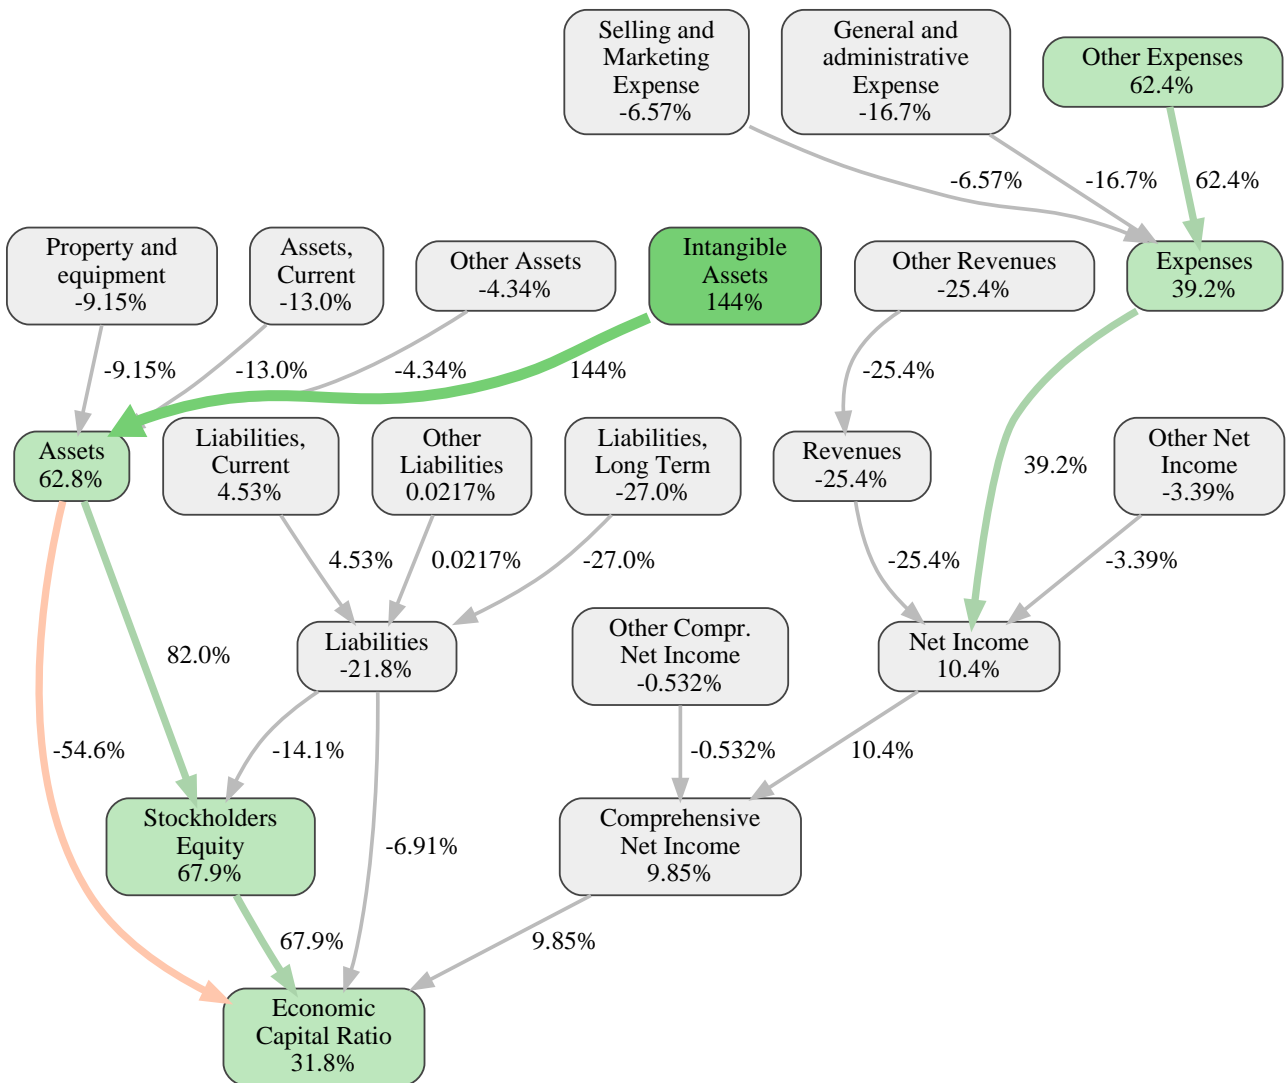 Selling and
Marketing
Expense
-6.57%
General and
administrative
Expense
-16.7%
Other Expenses
62.4%
-6.57%
-16.7%
62.4%
Property and
equipment
-9.15%
Assets,
Current
-13.0%
Other Assets
-4.34%
Intangible
Assets
144%
Other Revenues
-25.4%
Expenses
39.2%
-9.15%
-13.0%
-4.34%
144%
-25.4%
Assets
62.8%
Liabilities,
Current
4.53%
Other
Liabilities
0.0217%
Liabilities,
Long Term
-27.0%
Revenues
-25.4%
39.2%
Other Net
Income
-3.39%
4.53%
0.0217%
-27.0%
-25.4%
-3.39%
82.0%
Liabilities
-21.8%
Other Compr.
Net Income
-0.532%
Net Income
10.4%
-54.6%
-14.1%
-0.532%
10.4%
Stockholders
Equity
67.9%
-6.91%
Comprehensive
Net Income
9.85%
67.9%
9.85%
Economic
Capital Ratio
31.8%